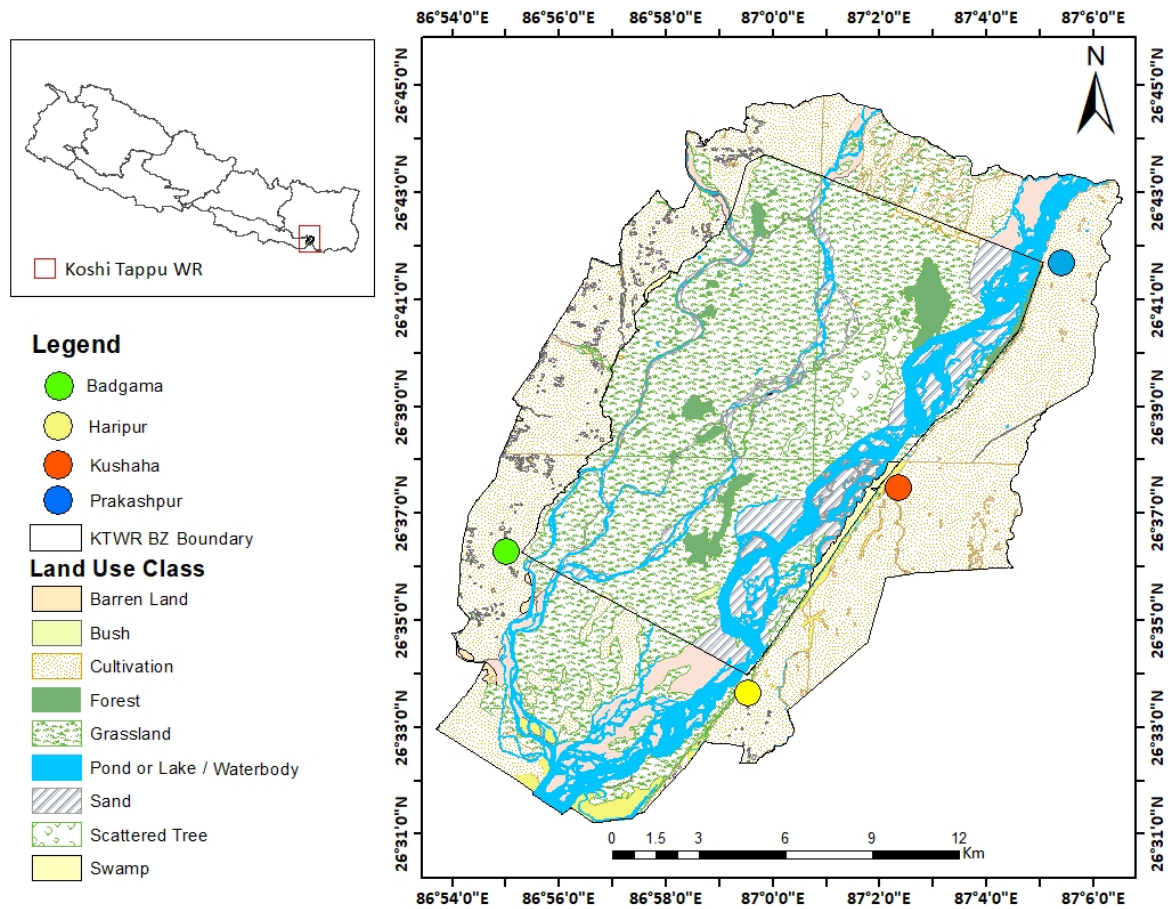 86°54'0"E 86°56'0"E 86°58'0"E 87°0'0"E 87°2'0"E 87°4'0"E 87°6'0"E
Koshi Tappu WR
Legend
Badgama
Haripur
Kushaha
Prakashpur
KTWR BZ Boundary
Land Use Class
Barren Land
Bush
Cultivation
Forest
Grassland
Pond or Lake / Waterbody
Sand
Scattered Tree
Swamp
26°45'0"N
26°43'0"N
26°41'0"N
26°39'0"N
26°37'0"N
26°35'0"N
26°33'0"N
26°31'0"N
N
0 1.5 3 6 9 12
Km
26°45'0"N
26°43'0"N
26°41'0"N
26°39'0"N
26°37'0"N
26°35'0"N
26°33'0"N
26°31'0"N
86°54'0"E 86°56'0"E 86°58'0"E 87°0'0"E 87°2'0"E 87°4'0"E 87°6'0"E